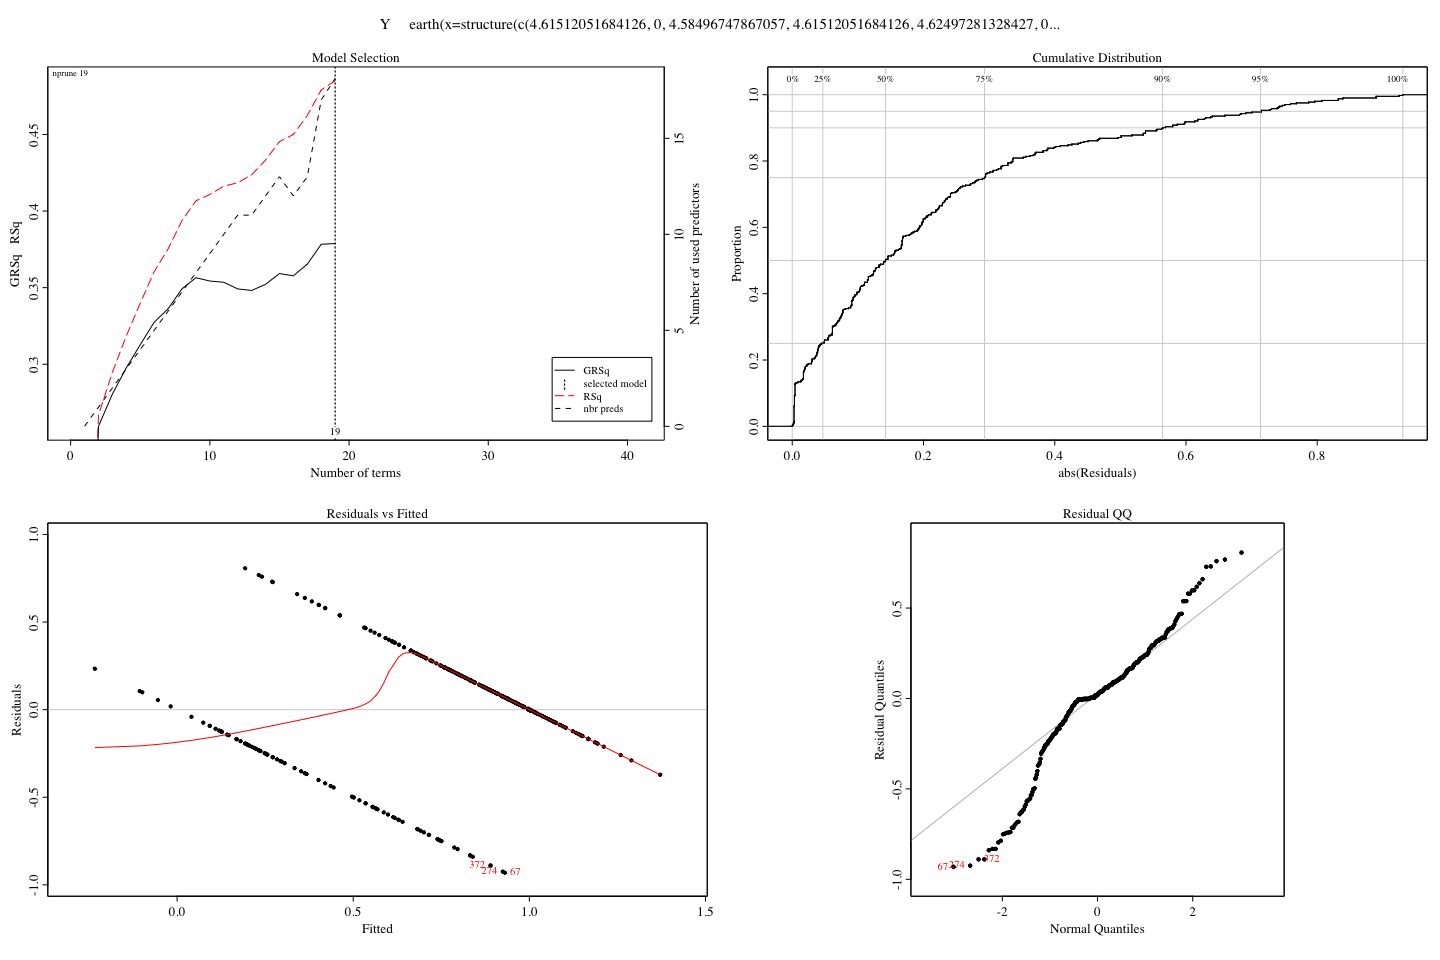 Y earth(x=structure(c(4.61512051684126, 0, 4.58496747867057, 4.61512051684126, 4.62497281328427, 0...
Model Selection
nprune 19
0.3 0.35 0.4 0.45
GRSq RSq
0 5 10 15
Number of used predictors
GRSq
selected model
RSq
nbr preds
19
0 10 20 30 40
Number of terms
Cumulative Distribution
0% 25% 50% 75% 90% 95% 100%
0.0 0.2 0.4 0.6 0.8 1.0
Proportion
0.0 0.2 0.4 0.6 0.8
abs(Residuals)
Residuals vs Fitted
-1.0 -0.5 0.0 0.5 1.0
Residuals
372
274 67
0.0 0.5 1.0 1.5
Fitted
Residual QQ
-1.0 -0.5 0.0 0.5
Residual Quantiles
67 274 372
-2 0 2
Normal Quantiles